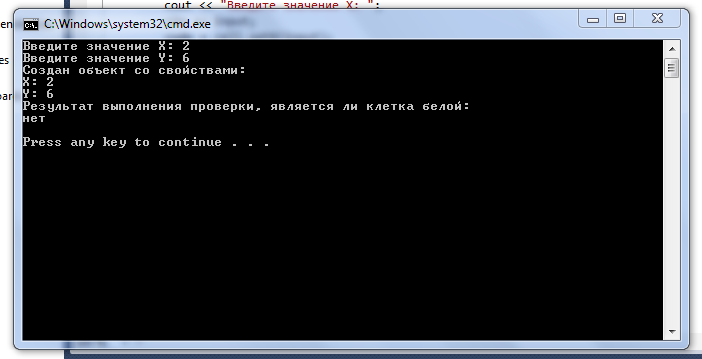 cout << "Введите значение X: ";
C:\Windows\system32\cmd.exe
Введите значение X: 2
Введите значение Y: 6
Создан объект со свойствами:
X: 2
Y: 6
Результат выполнения проверки, является ли клетка белой:
нет
Press any key to continue . . .